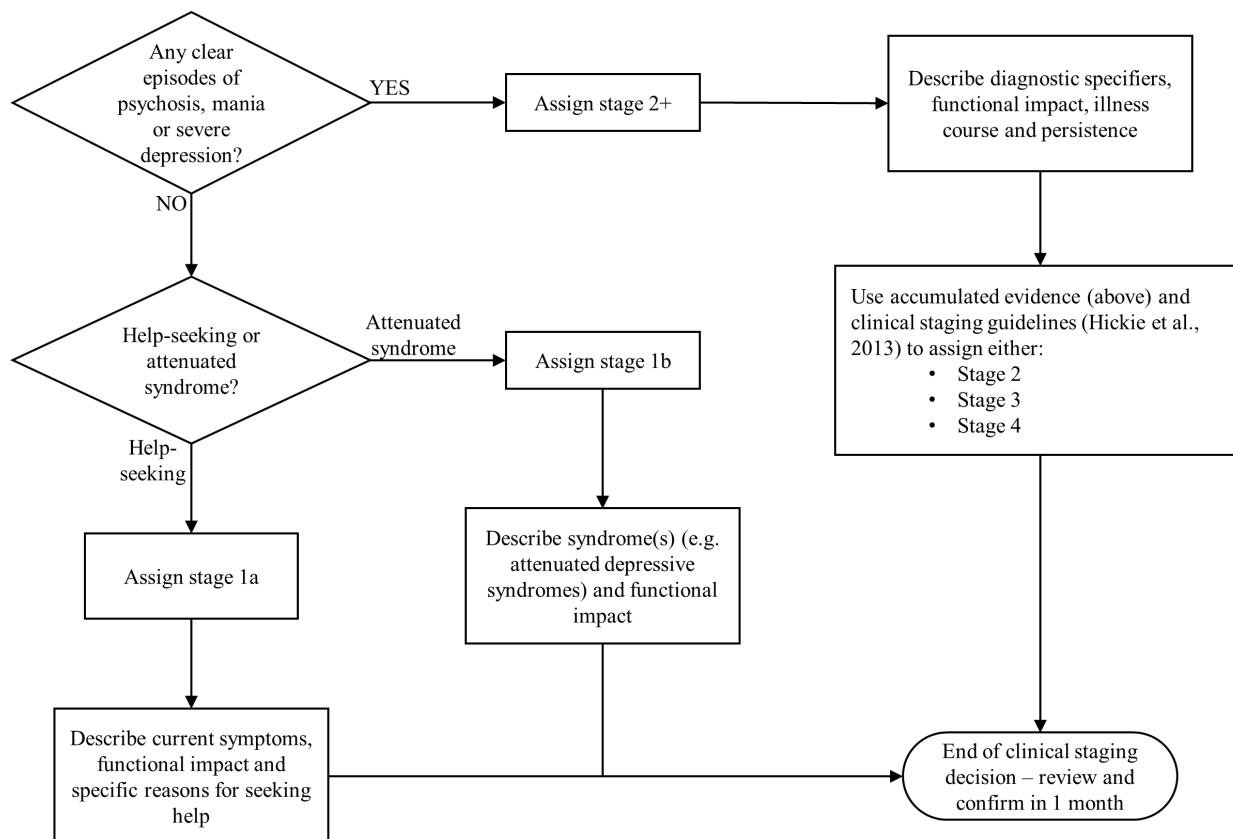 Any clear
episodes of
psychosis, mania
or severe
depression?
YES
Assign stage 2+
Describe diagnostic specifiers,
functional impact, illness
course and persistence
NO
Help-seeking or
attenuated
syndrome?
Attenuated
syndrome
Assign stage 1b
Use accumulated evidence (above) and
clinical staging guidelines (Hickie et al.,
2013) to assign either:
• Stage 2
• Stage 3
• Stage 4
Help-
seeking
Assign stage 1a
Describe syndrome(s) (e.g.
attenuated depressive
syndromes) and functional
impact
Describe current symptoms,
functional impact and
specific reasons for seeking
help
End of clinical staging
decision – review and
confirm in 1 month